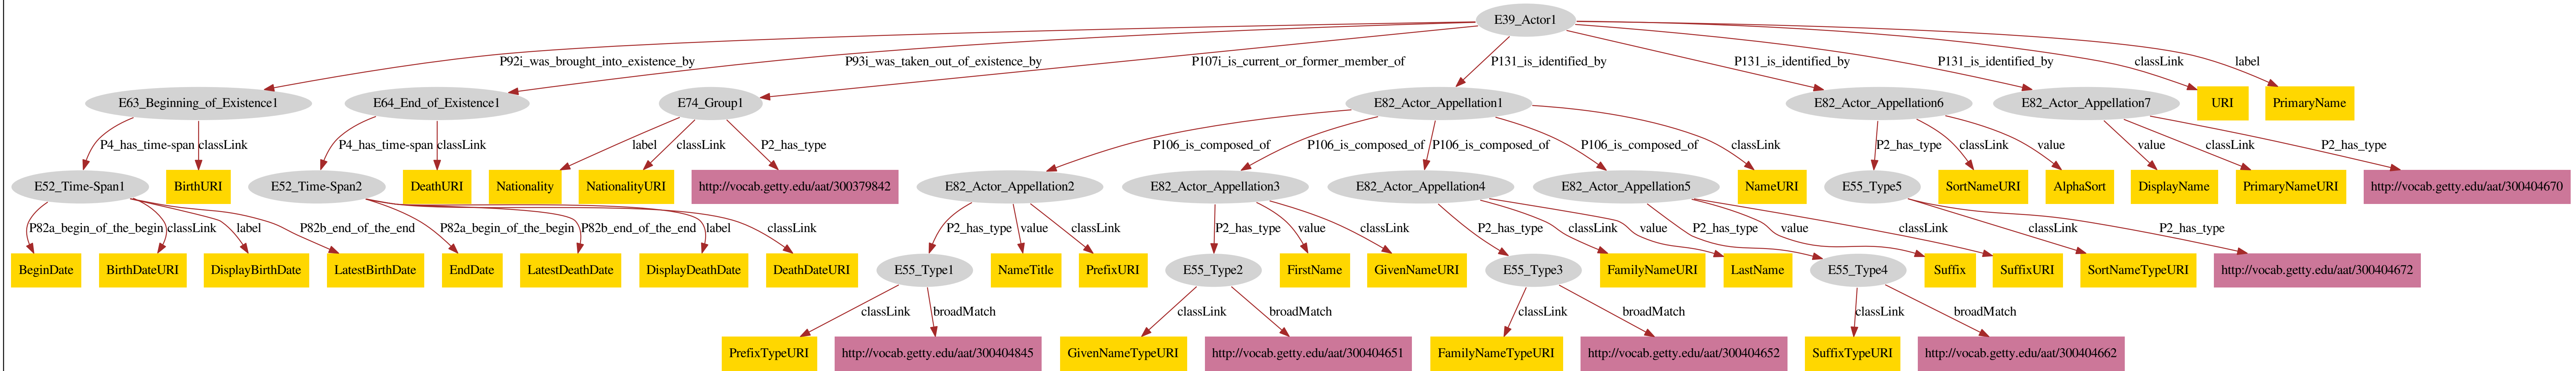 E39_Actor1
P92i_was_brought_into_existence_by
P93i_was_taken_out_of_existence_by
P107i_is_current_or_former_member_of
P131_is_identified_by
P131_is_identified_by
P131_is_identified_by
classLink
label
E63_Beginning_of_Existence1
E64_End_of_Existence1
E74_Group1
E82_Actor_Appellation1
E82_Actor_Appellation6
E82_Actor_Appellation7
URI
PrimaryName
P4_has_time-span
classLink
P4_has_time-span
classLink
label
classLink
P2_has_type
P106_is_composed_of
P106_is_composed_of
P106_is_composed_of
P106_is_composed_of
classLink
P2_has_type
classLink
value
value
classLink
P2_has_type
E52_Time-Span1
BirthURI
E52_Time-Span2
DeathURI
Nationality
NationalityURI
http://vocab.getty.edu/aat/300379842
E82_Actor_Appellation2
E82_Actor_Appellation3
E82_Actor_Appellation4
E82_Actor_Appellation5
NameURI
E55_Type5
SortNameURI
AlphaSort
DisplayName
PrimaryNameURI
http://vocab.getty.edu/aat/300404670
P82a_begin_of_the_begin
classLink
label
P82b_end_of_the_end
P82a_begin_of_the_begin
P82b_end_of_the_end
label
classLink
P2_has_type
value
classLink
P2_has_type
value
classLink
P2_has_type
classLink
value
P2_has_type
value
classLink
classLink
P2_has_type
BeginDate
BirthDateURI
DisplayBirthDate
LatestBirthDate
EndDate
LatestDeathDate
DisplayDeathDate
DeathDateURI
E55_Type1
NameTitle
PrefixURI
E55_Type2
FirstName
GivenNameURI
E55_Type3
FamilyNameURI
LastName
E55_Type4
Suffix
SuffixURI
SortNameTypeURI
http://vocab.getty.edu/aat/300404672
classLink
broadMatch
classLink
broadMatch
classLink
broadMatch
classLink
broadMatch
PrefixTypeURI
http://vocab.getty.edu/aat/300404845
GivenNameTypeURI
http://vocab.getty.edu/aat/300404651
FamilyNameTypeURI
http://vocab.getty.edu/aat/300404652
SuffixTypeURI
http://vocab.getty.edu/aat/300404662